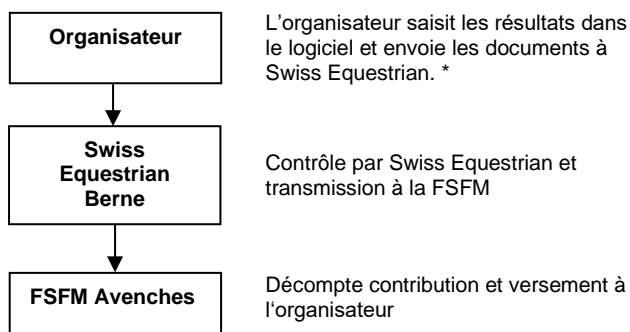 Organisateur
L’organisateur saisit les résultats dans
le logiciel et envoie les documents à
Swiss Equestrian. *
Swiss
Equestrian
Berne
Contrôle par Swiss Equestrian et
transmission à la FSFM
FSFM Avenches
Décompte contribution et versement à
l‘organisateur